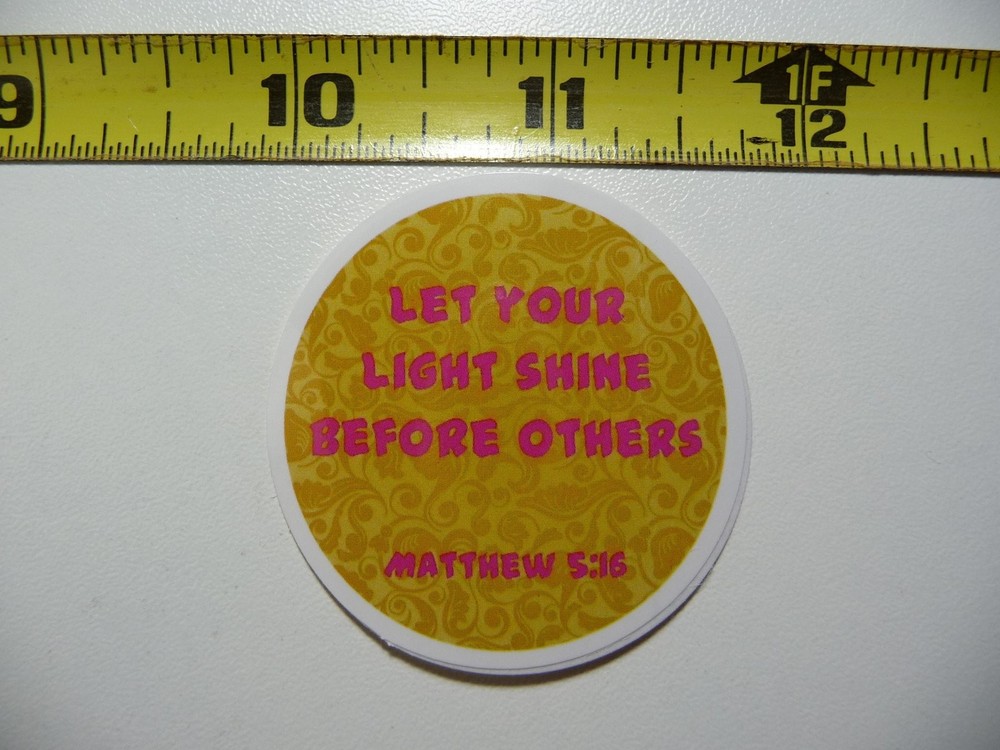 9 10 11 1F 12
LET YOUR
LIGHT SHINE
BEFORE OTHERS
MATTHEW 5:16